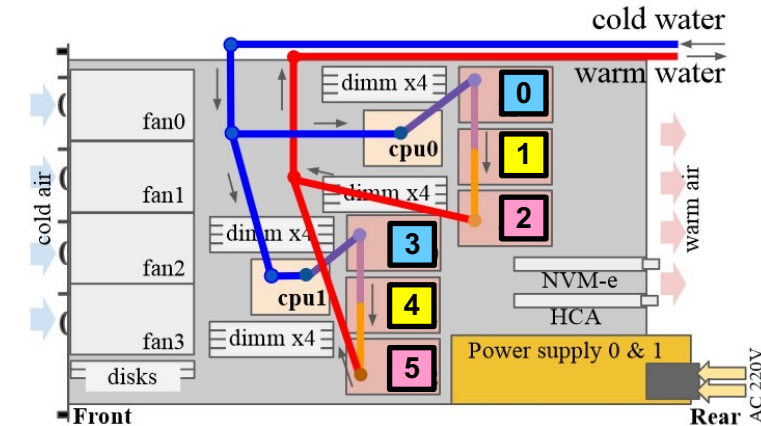 cold water
warm water
dimm x4
0
fan0
cpu0
1
fan1
dimm x4
2
cold air
warm air
dimm x4
3
fan2
NVM-e
cpu1
4
HCA
fan3
dimm x4
Power supply 0 & 1
5
disks
AC 220V
Front
Rear